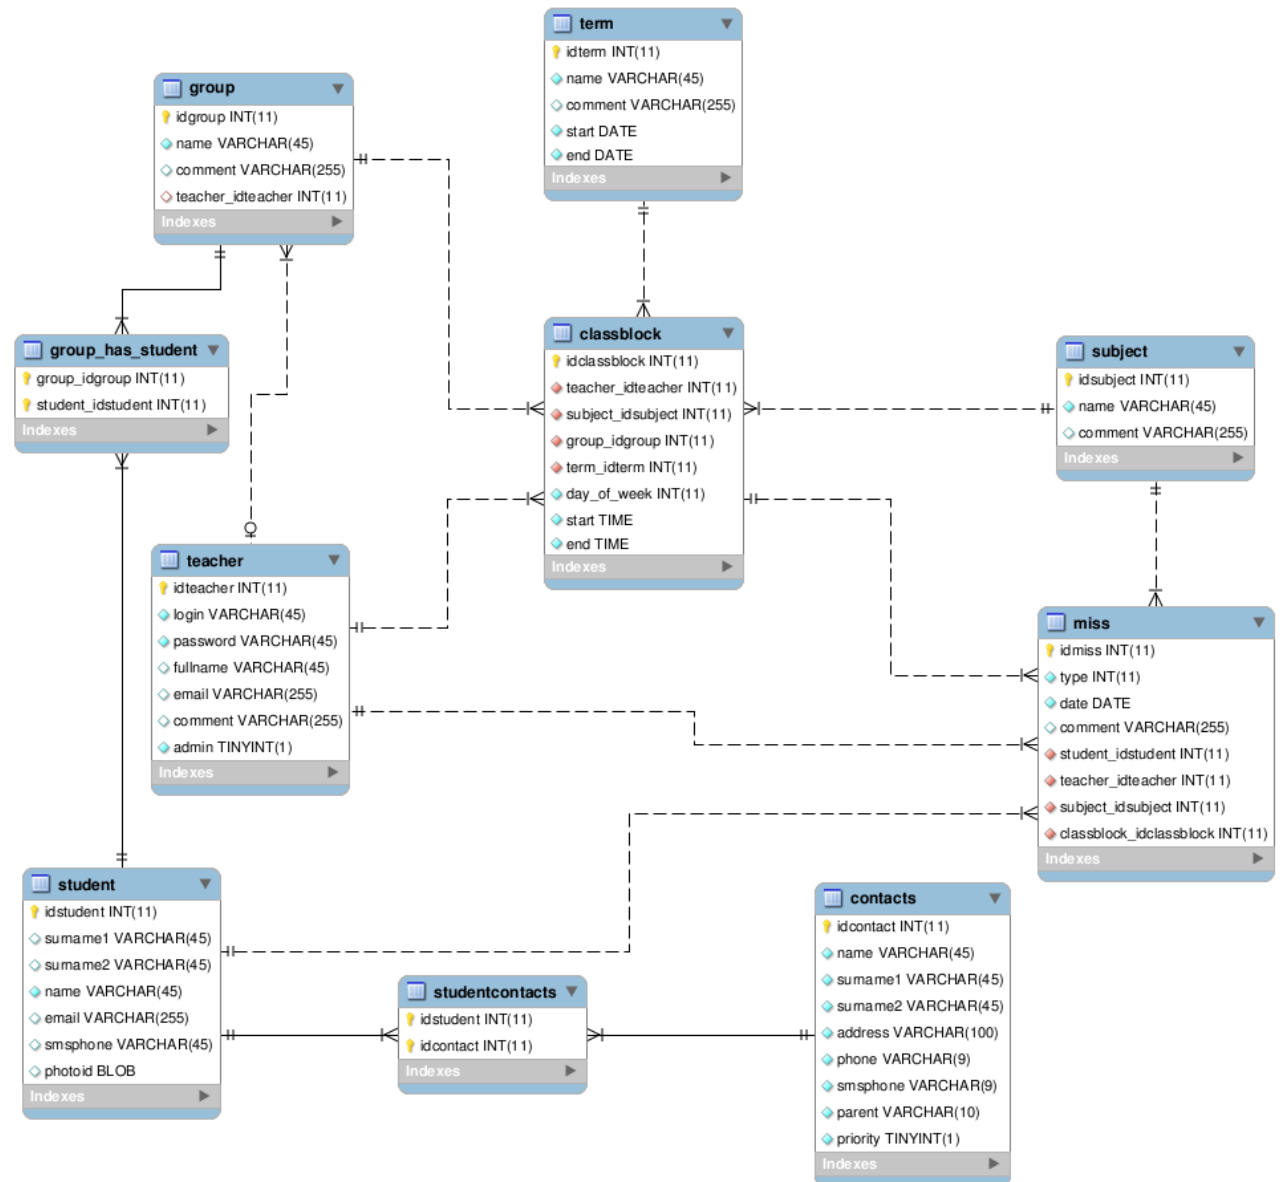 term
idterm INT(11)
name VARCHAR(45)
comment VARCHAR(255)
start DATE
end DATE
Indexes
group
idgroup INT(11)
name VARCHAR(45)
comment VARCHAR(255)
teacher_idteacher INT(11)
Indexes
group_has_student
group_idgroup INT(11)
student_idstudent INT(11)
Indexes
classblock
idclassblock INT(11)
teacher_idteacher INT(11)
subject_idsubject INT(11)
group_idgroup INT(11)
term_idterm INT(11)
day_of_week INT(11)
start TIME
end TIME
Indexes
subject
idsubject INT(11)
name VARCHAR(45)
comment VARCHAR(255)
Indexes
teacher
idteacher INT(11)
login VARCHAR(45)
password VARCHAR(45)
fullname VARCHAR(45)
email VARCHAR(255)
comment VARCHAR(255)
admin TINYINT(1)
Indexes
miss
idmiss INT(11)
type INT(11)
date DATE
comment VARCHAR(255)
student_idstudent INT(11)
teacher_idteacher INT(11)
subject_idsubject INT(11)
classblock_idclassblock INT(11)
Indexes
student
idstudent INT(11)
surname1 VARCHAR(45)
surname2 VARCHAR(45)
name VARCHAR(45)
email VARCHAR(255)
smsphone VARCHAR(45)
photoid BLOB
Indexes
studentcontacts
idstudent INT(11)
idcontact INT(11)
Indexes
contacts
idcontact INT(11)
name VARCHAR(45)
surname1 VARCHAR(45)
surname2 VARCHAR(45)
address VARCHAR(100)
phone VARCHAR(9)
smsphone VARCHAR(9)
parent VARCHAR(10)
priority TINYINT(1)
Indexes